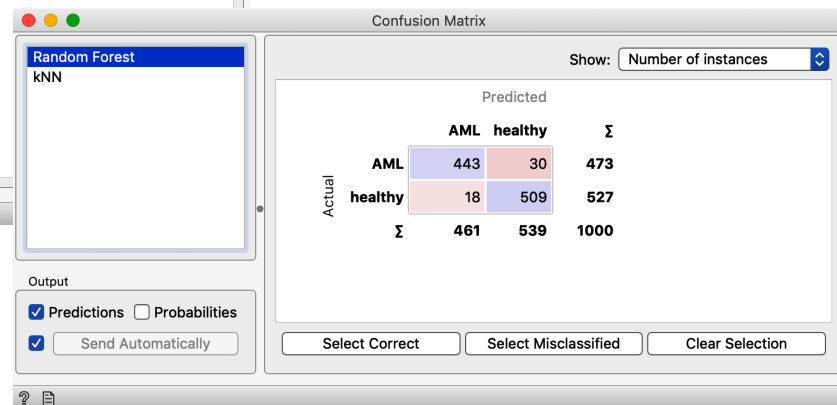 Confusion Matrix
Random Forest
kNN
Output
Predictions Probabilities
Send Automatically
Show: Number of instances
Predicted
AML healthy Σ
Actual
AML 443 30 473
healthy 18 509 527
Σ 461 539 1000
Select Correct Select Misclassified Clear Selection
?